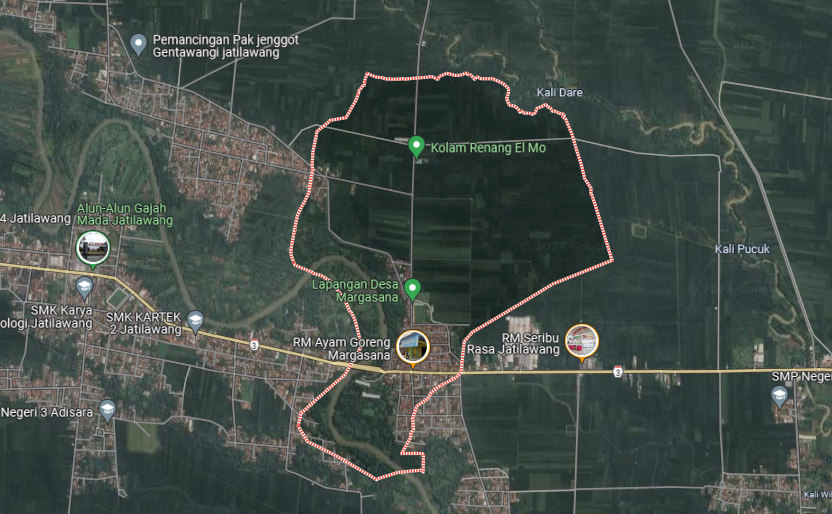 Pemancingan Pak jenggot
Gentawangi jatilawang
Kali Dare
Kolam Renang El Mo
Alun-Alun Gajah
Mada Jatilawang
4 Jatilawang
Kali Pucuk
Lapangan Desa
Margasana
SMK Karya
ologi Jatilawang
SMK KARTEK
2 Jatilawang
3
RM Ayam Goreng
Margasana
RM Seribu
Rasa Jatilawang
3
SMP Neger
Negeri 3 Adisara
Kali Wi